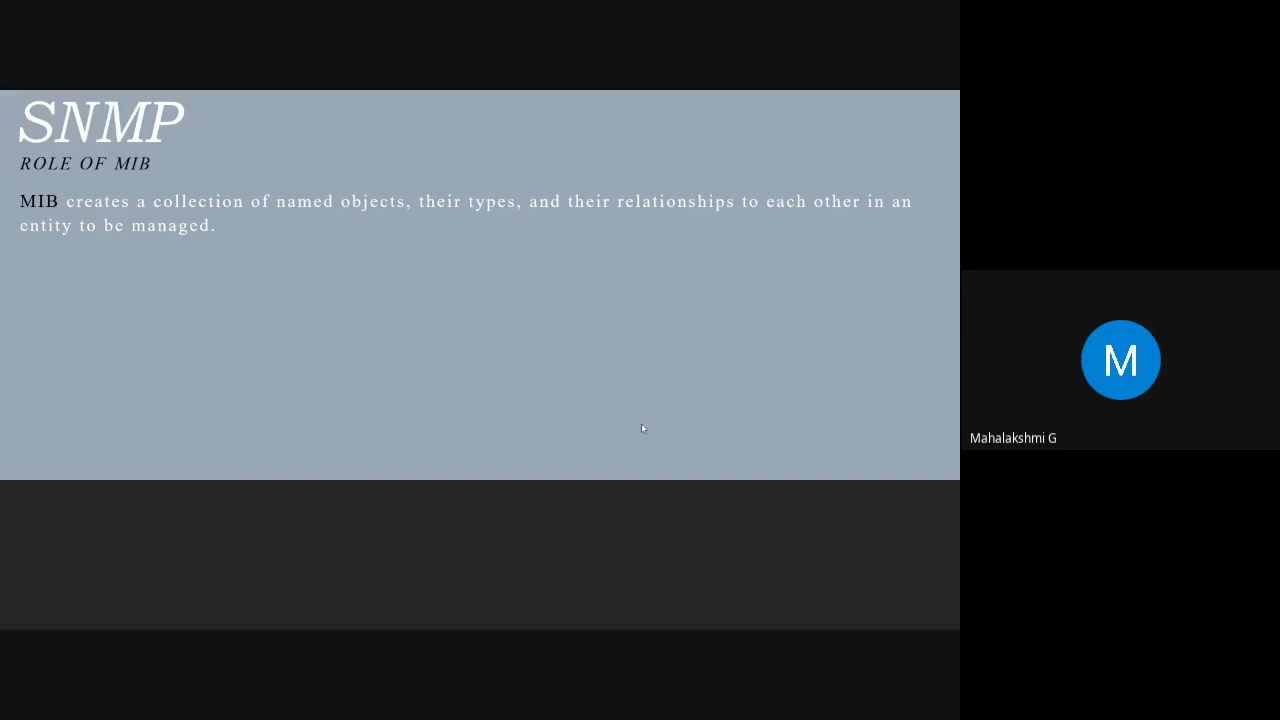 SNMP
ROLE OF MIB
MIB creates a collection of named objects, their types, and their relationships to each other in an
entity to be managed.
M
Mahalakshmi G